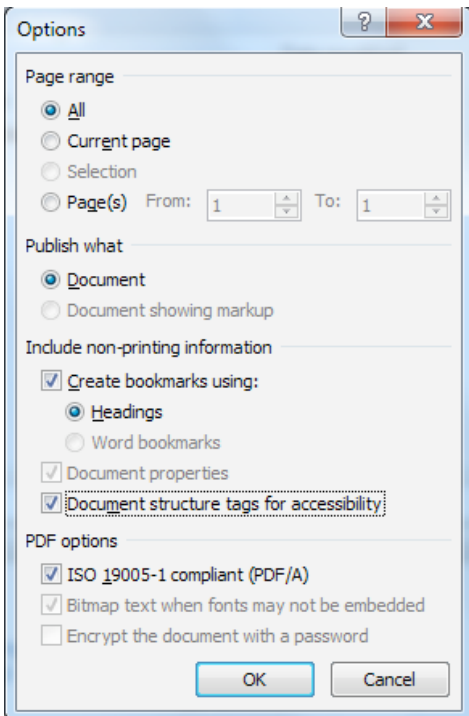 Options
Page range
All
Current page
Selection
Page(s) From: 1 To: 1
Publish what
Document
Document showing markup
Include non-printing information
Create bookmarks using:
Headings
Word bookmarks
Document properties
Document structure tags for accessibility
PDF options
ISO 19005-1 compliant (PDF/A)
Bitmap text when fonts may not be embedded
Encrypt the document with a password
OK Cancel